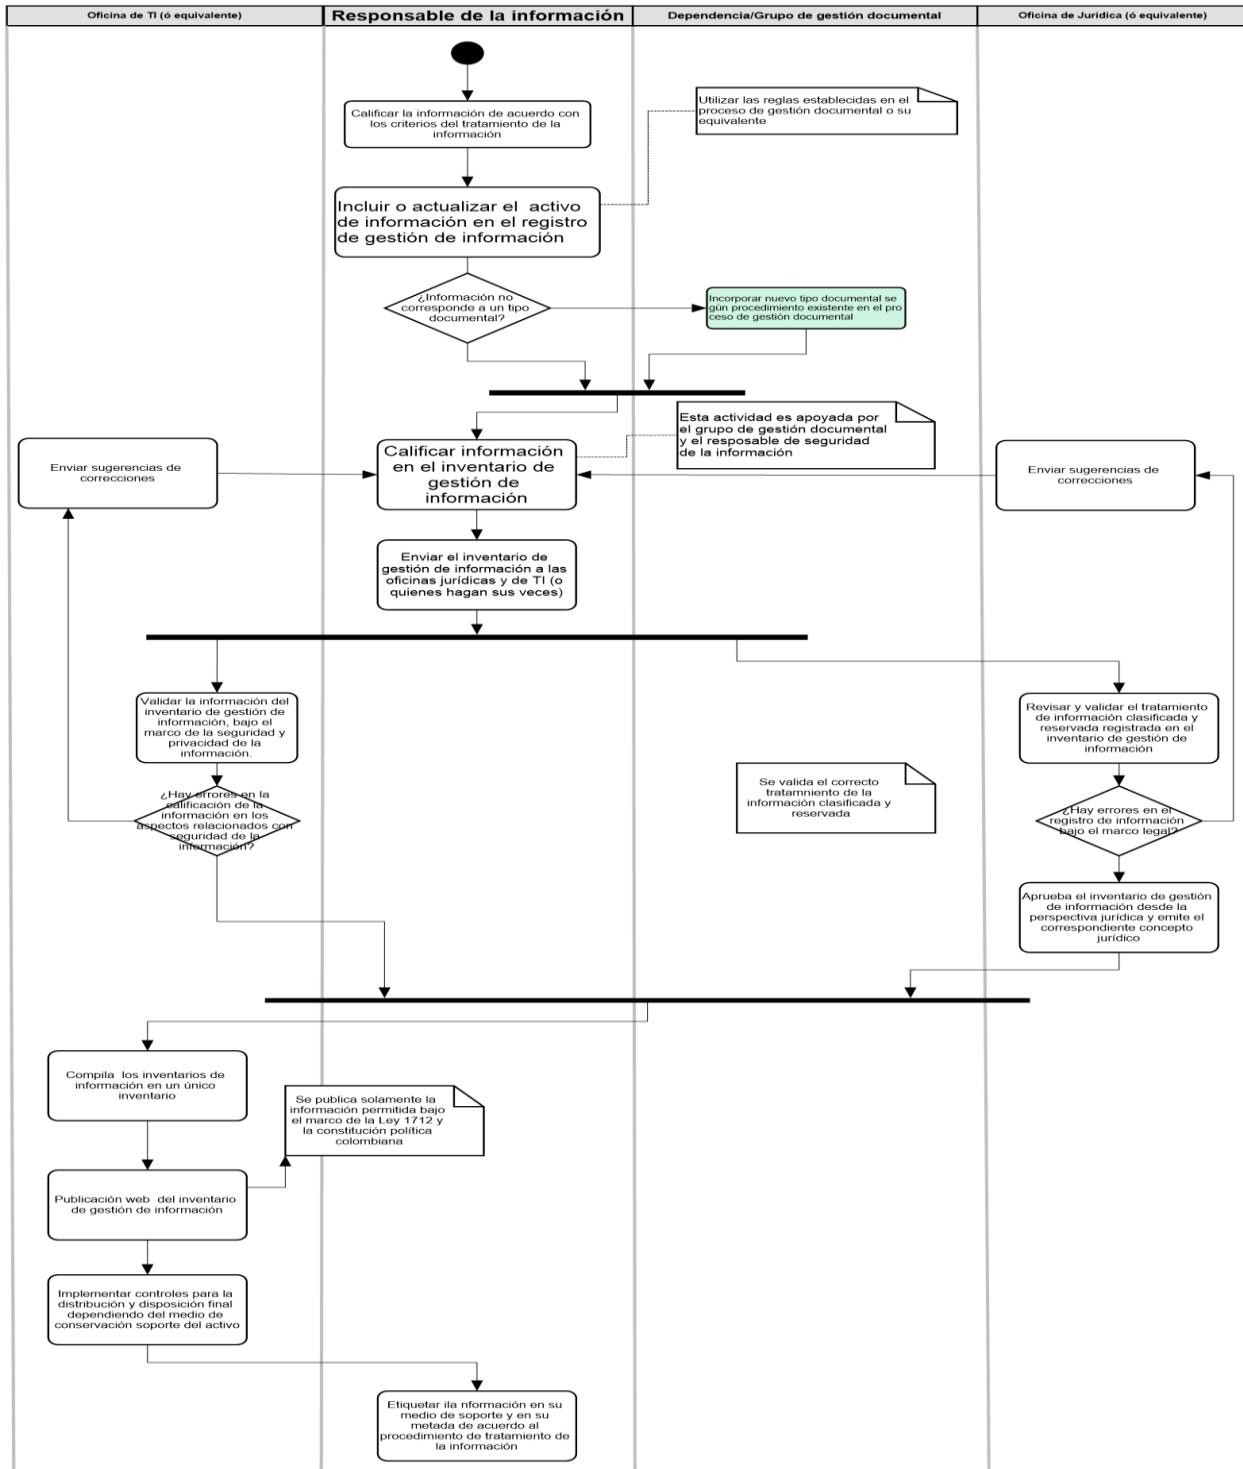 Oficina de TI (ó equivalente)
Responsable de la información
Dependencia/Grupo de gestión documental
Oficina de Jurídica (ó equivalente)
Calificar la información de acuerdo con
los criterios del tratamiento de la
información
Utilizar las reglas establecidas en el
proceso de gestión documental o su
equivalente
Incluir o actualizar el activo
de información en el registro
de gestión de información
¿Información no
corresponde a un tipo
documental?
Incorporar nuevo tipo documental se
gún procedimiento existente en el pro
ceso de gestión documental
Esta actividad es apoyada por
el grupo de gestión documental
y el resposable de seguridad
de la información
Enviar sugerencias de
correcciones
Calificar información
en el inventario de
gestión de
información
Enviar sugerencias de
correcciones
Enviar el inventario de
gestión de información a las
oficinas jurídicas y de TI (o
quienes hagan sus veces)
Validar la información del
inventario de gestión de
información, bajo el
marco de la seguridad y
privacidad de la
información.
Revisar y validar el tratamiento
de información clasificada y
reservada registrada en el
inventario de gestión de
información
¿Hay errores en la
calificación de la
información en los
aspectos relacionados con
seguridad de la
información?
Se valida el correcto
tratamniento de la
información clasificada y
reservada
¿Hay errores en el
registro de información
bajo el marco legal?
Aprueba el inventario de gestión
de información desde la
perspectiva jurídica y emite el
correspondiente concepto
jurídico
Compila los inventarios de
información en un único
inventario
Se publica solamente la
información permitida bajo
el marco de la Ley 1712 y
la constitución política
colombiana
Publicación web del inventario
de gestión de información
Implementar controles para la
distribución y disposición final
dependiendo del medio de
conservación soporte del activo
Etiquetar ila nformación en su
medio de soporte y en su
metada de acuerdo al
procedimiento de tratamiento de
la información